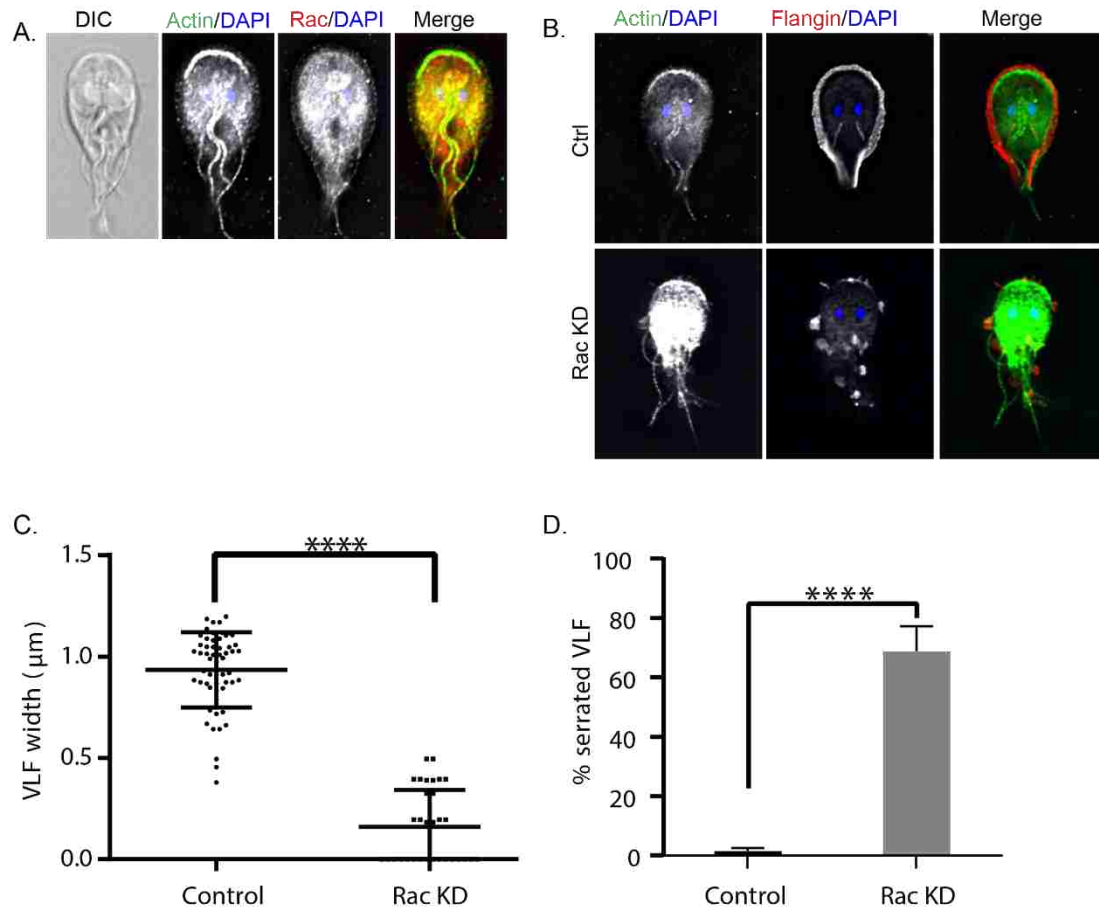 A.
DIC
Actin/DAPI
Rac/DAPI
Merge
B.
Actin/DAPI
Flangin/DAPI
Merge
Ctrl
Rac KD
C.
VLF width (μm)
1.5
1.0
0.5
0.0
****
Control
Rac KD
D.
% serrated VLF
100
80
60
40
20
0
****
Control
Rac KD